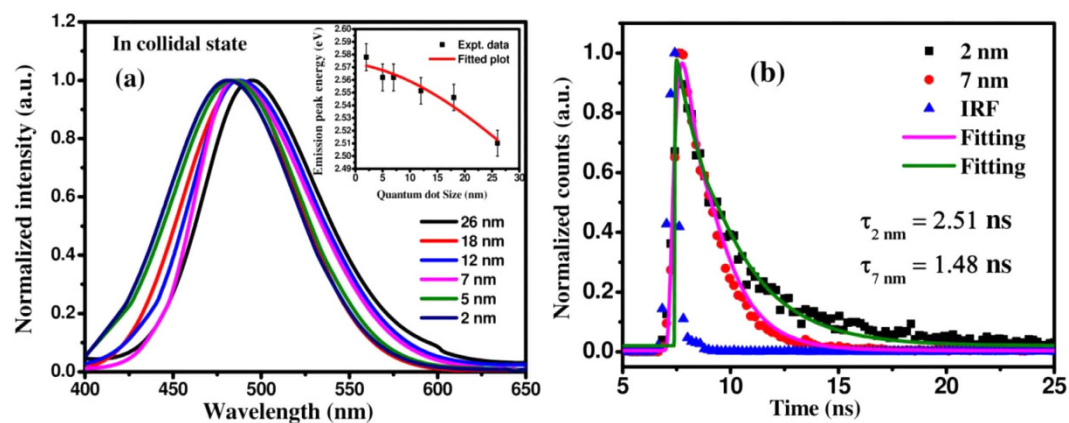 In collidal state
(a)
Normalized intensity (a.u.)
1.2
1.0
0.8
0.6
0.4
0.2
0.0
400
450
500
550
600
650
Wavelength (nm)
Emission peak energy (eV)
2.60
2.59
2.58
2.57
2.56
2.55
2.54
2.53
2.52
2.51
2.50
2.49
0
5
10
15
20
25
30
Quantum dot Size (nm)
Expt. data
Fitted plot
26 nm
18 nm
12 nm
7 nm
5 nm
2 nm
(b)
Normalized counts (a.u.)
1.0
0.8
0.6
0.4
0.2
0.0
5
10
15
20
25
Time (ns)
2 nm
7 nm
IRF
Fitting
Fitting
τ2 nm = 2.51 ns
τ7 nm = 1.48 ns